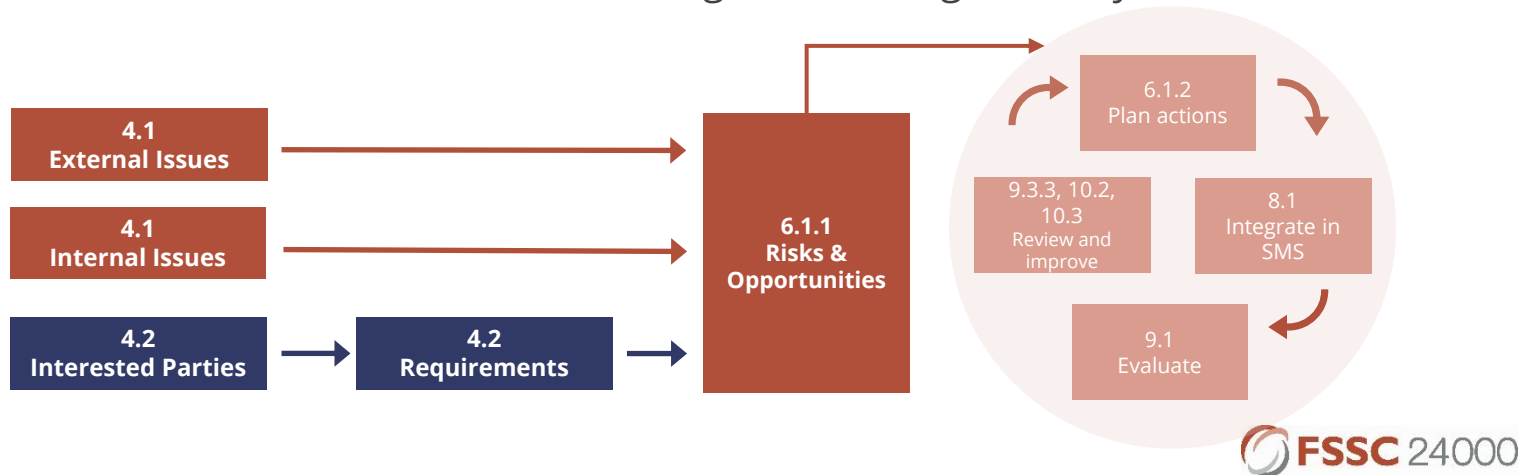 4.1
External Issues
4.1
Internal Issues
4.2
Interested Parties
4.2
Requirements
6.1.1
Risks &
Opportunities
6.1.2
Plan actions
8.1
Integrate in
SMS
9.1
Evaluate
9.3.3, 10.2,
10.3
Review and
improve
FSSC 24000